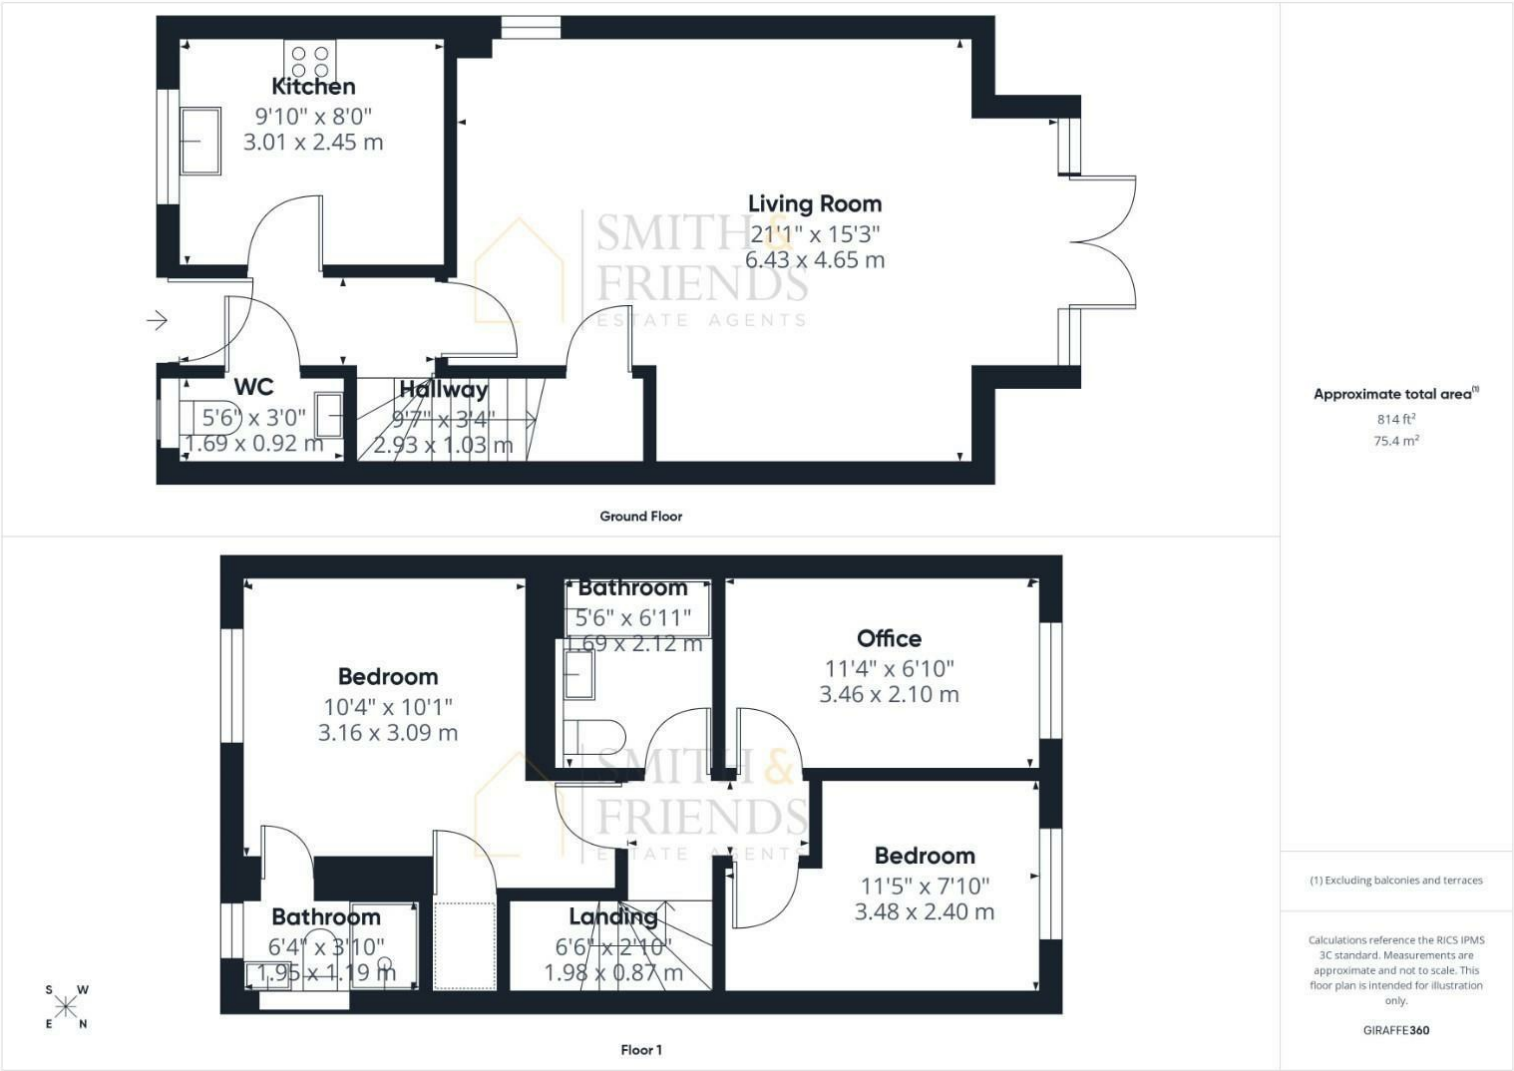 Kitchen
9'10" x 8'0"
3.01 x 2.45 m
Living Room
21'1" x 15'3"
6.43 x 4.65 m
SMITH &
FRIENDS
ESTATE AGENTS
WC
5'6" x 3'0"
1.69 x 0.92 m
Hallway
9'7" x 3'4"
2.93 x 1.03 m
Ground Floor
Bathroom
5'6" x 6'11"
1.69 x 2.12 m
Office
11'4" x 6'10"
3.46 x 2.10 m
Bedroom
10'4" x 10'1"
3.16 x 3.09 m
SMITH &
FRIENDS
ESTATE AGENTS
Bedroom
11'5" x 7'10"
3.48 x 2.40 m
Bathroom
6'4" x 3'10"
1.95 x 1.19 m
Landing
6'6" x 2'10"
1.98 x 0.87 m
S W
E N
Floor 1
Approximate total area(1)
814 ft²
75.4 m²
(1) Excluding balconies and terraces
Calculations reference the RICS IPMS
3C standard. Measurements are
approximate and not to scale. This
floor plan is intended for illustration
only.
GIRAFFE360